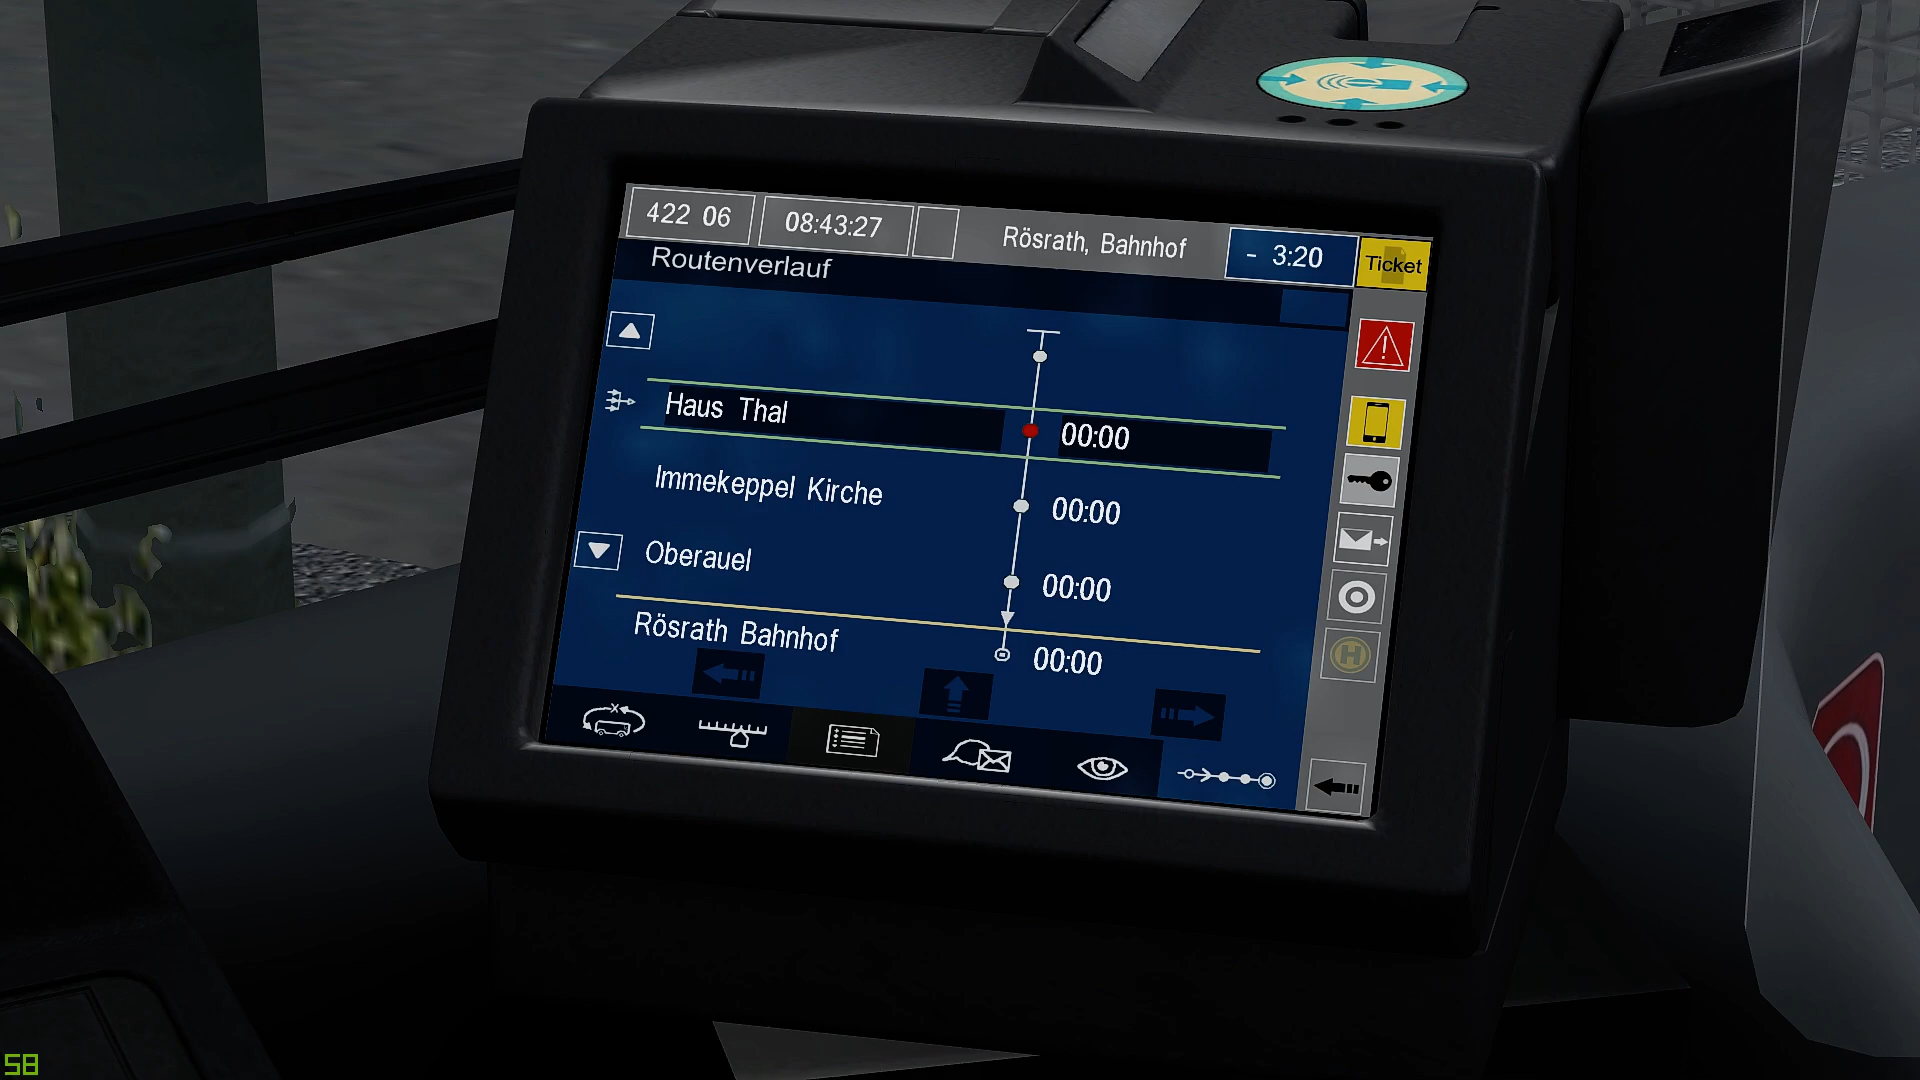 422 06
08:43:27
Rösrath, Bahnhof
- 3:20
Ticket
Routenverlauf
Haus Thal
00:00
Immekeppel Kirche
00:00
Oberauel
00:00
Rösrath Bahnhof
00:00
H
58